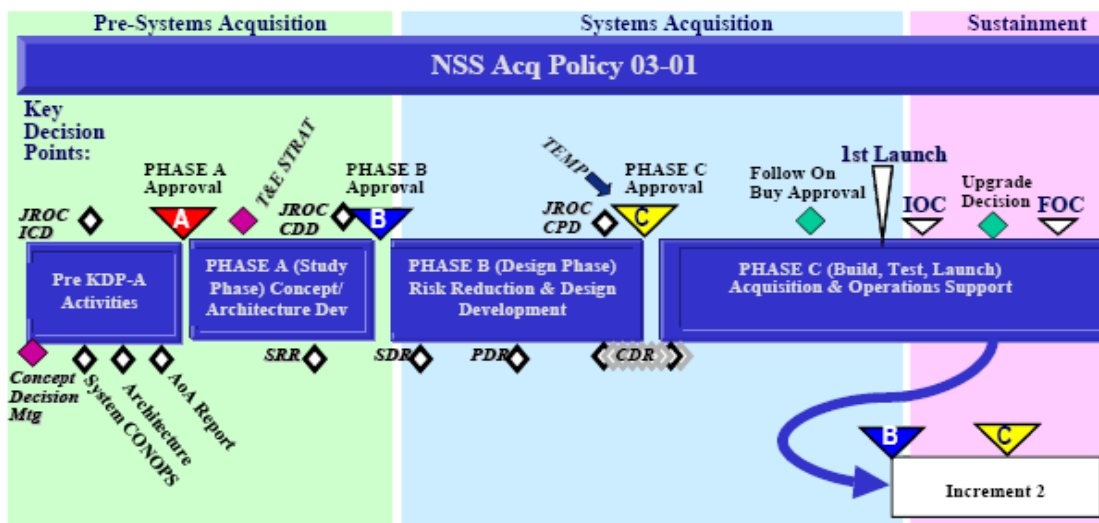 Pre-Systems Acquisition
Systems Acquisition
Sustainment
NSS Acq Policy 03-01
Key
Decision
Points:
PHASE A
Approval
T&E STRAT
PHASE B
Approval
TEMP
PHASE C
Approval
Follow On
Buy Approval
1st Launch
Upgrade
Decision
JROC
ICD
A
JROC
CDD
B
JROC
CPD
C
IOC
FOC
Pre KDP-A
Activities
PHASE A (Study
Phase) Concept/
Architecture Dev
PHASE B (Design Phase)
Risk Reduction & Design
Development
PHASE C (Build, Test, Launch)
Acquisition & Operations Support
Concept
Decision
Mtg
System CONOPS
Architecture
AoA Report
SRR
SDR
PDR
CDR
B
C
Increment 2